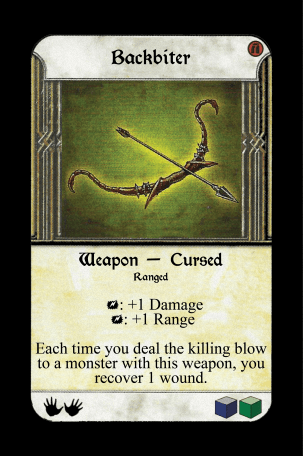 Backbiter
Weapon — Cursed
Ranged
: +1 Damage
: +1 Range
Each time you deal the killing blow
to a monster with this weapon, you
recover 1 wound.